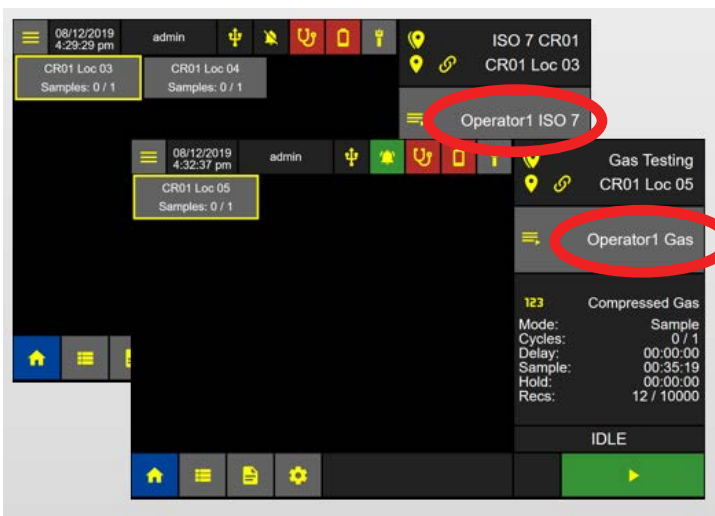 08/12/2019
4:29:29 pm
admin
ISO 7 CR01
CR01 Loc 03
CR01 Loc 03
Samples: 0 / 1
CR01 Loc 04
Samples: 0 / 1
Operator1 ISO 7
08/12/2019
4:32:37 pm
admin
Gas Testing
CR01 Loc 05
CR01 Loc 05
Samples: 0 / 1
Operator1 Gas
123 Compressed Gas
Mode: Sample
Cycles: 0 / 1
Delay: 00:00:00
Sample: 00:35:19
Hold: 00:00:00
Recs: 12 / 10000
IDLE